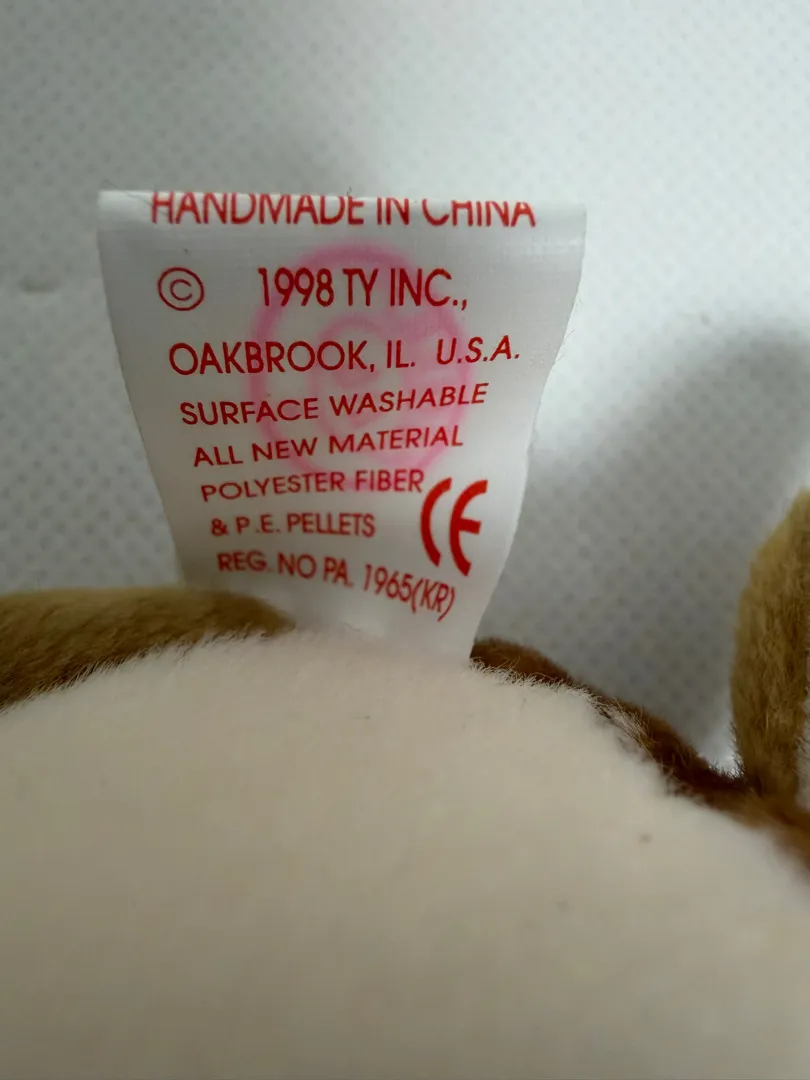 HANDMADE IN CHINA
© 1998 TY INC.,
OAKBROOK, IL. U.S.A.
SURFACE WASHABLE
ALL NEW MATERIAL
POLYESTER FIBER
& P.E. PELLETS
CE
REG. NO PA. 1965(KR)